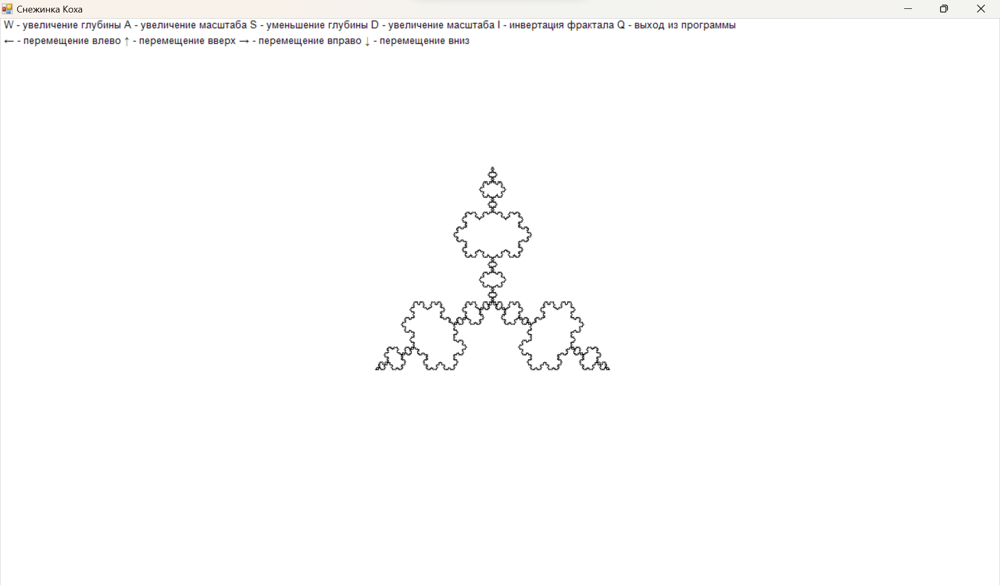 Снежинка Коха
W - увеличение глубины A - увеличение масштаба S - уменьшение глубины D - увеличение масштаба I - инвертация фрактала Q - выход из программы
← - перемещение влево ↑ - перемещение вверх → - перемещение вправо ↓ - перемещение вниз